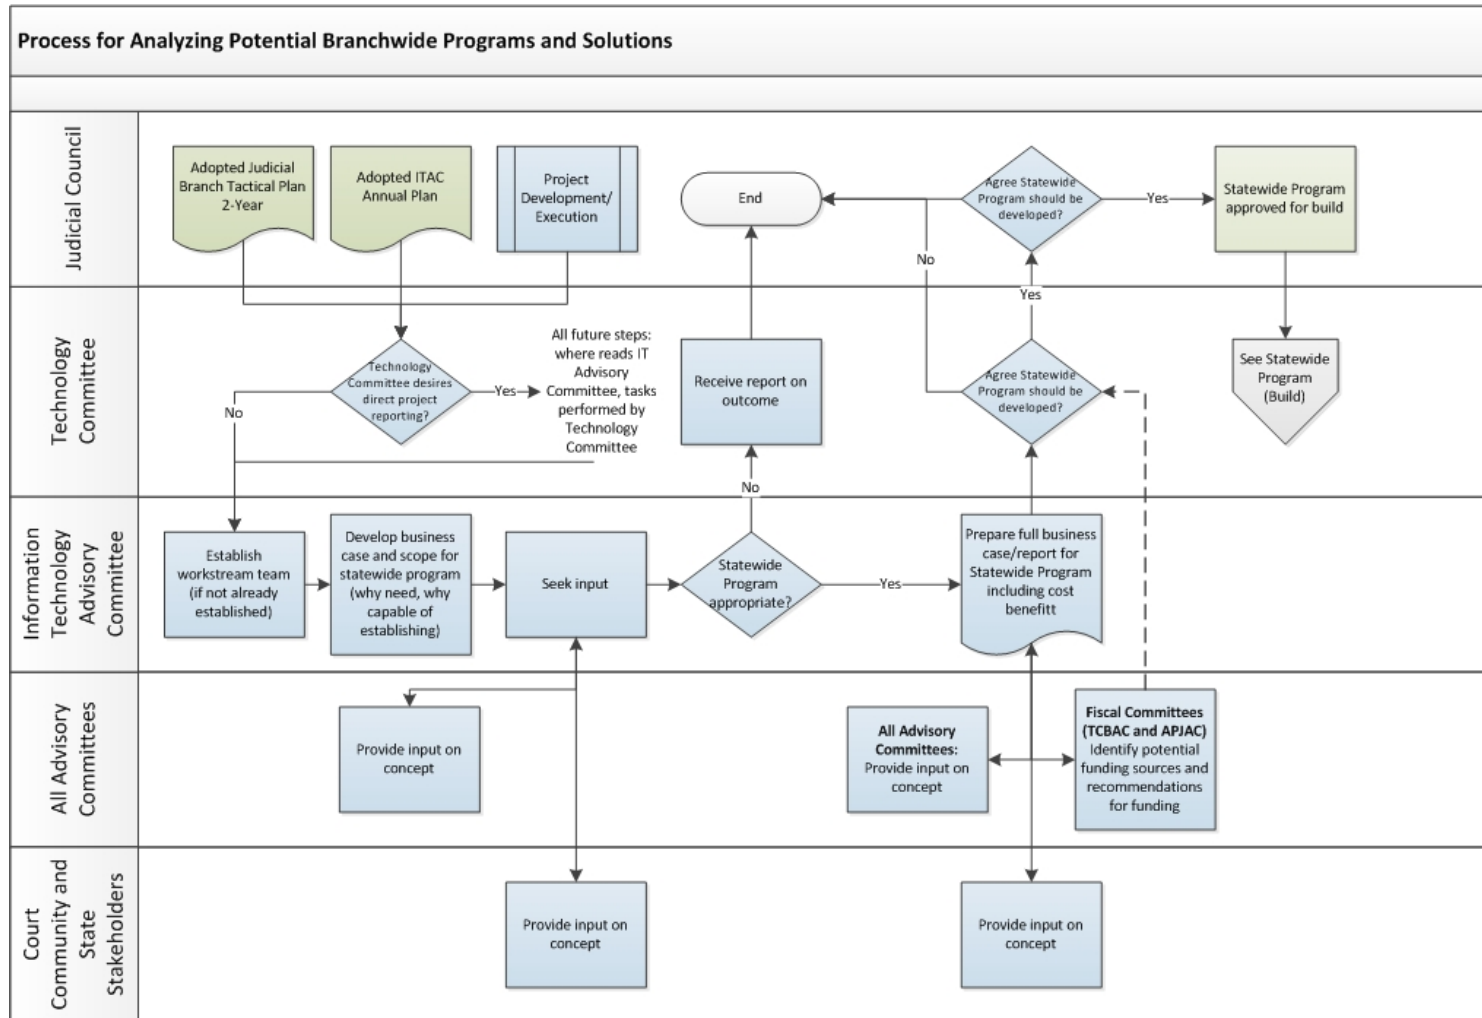 Process for Analyzing Potential Branchwide Programs and Solutions
Judicial Council
Adopted Judicial
Branch Tactical Plan
2-Year
Adopted ITAC
Annual Plan
Project
Development/
Execution
End
Agree Statewide
Program should be
developed?
Yes
Statewide Program
approved for build
No
Yes
Technology
Committee
Technology
Committee desires
direct project
reporting?
Yes
No
All future steps:
where reads IT
Advisory
Committee, tasks
performed by
Technology
Committee
Receive report on
outcome
Agree Statewide
Program should be
developed?
See Statewide
Program
(Build)
No
Information
Technology
Advisory
Committee
Establish
workstream team
(if not already
established)
Develop business
case and scope for
statewide program
(why need, why
capable of
establishing)
Seek input
Statewide
Program
appropriate?
Yes
Prepare full business
case/report for
Statewide Program
including cost
benefitt
All Advisory
Committees
Provide input on
concept
All Advisory
Committees:
Provide input on
concept
Fiscal Committees
(TCBAC and APJAC)
Identify potential
funding sources and
recommendations
for funding
Court
Community and
State
Stakeholders
Provide input on
concept
Provide input on
concept